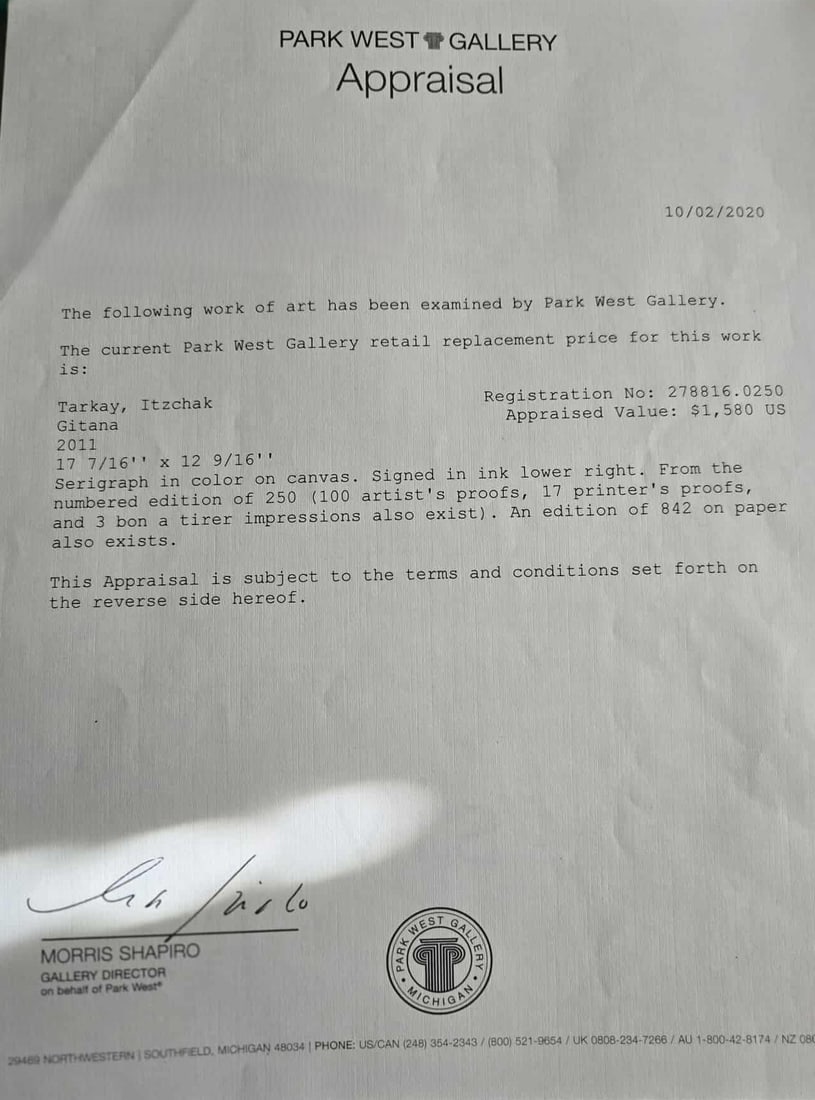 PARK WEST GALLERY
Appraisal
10/02/2020
The following work of art has been examined by Park West Gallery.
The current Park West Gallery retail replacement price for this work
is:
Tarkay, Itzchak
Registration No: 278816.0250
Gitana
Appraised Value: $1,580 US
2011
17 7/16'' x 12 9/16''
Serigraph in color on canvas. Signed in ink lower right. From the
numbered edition of 250 (100 artist's proofs, 17 printer's proofs,
and 3 bon a tirer impressions also exist). An edition of 842 on paper
also exists.
This Appraisal is subject to the terms and conditions set forth on
the reverse side hereof.
MORRIS SHAPIRO
GALLERY DIRECTOR
on behalf of Park West®
PARK WEST GALLERY
MICHIGAN
29469 NORTHWESTERN | SOUTHFIELD, MICHIGAN 48034 | PHONE: US/CAN (248) 354-2343 / (800) 521-9654 / UK 0808-234-7266 / AU 1-800-42-8174 / NZ